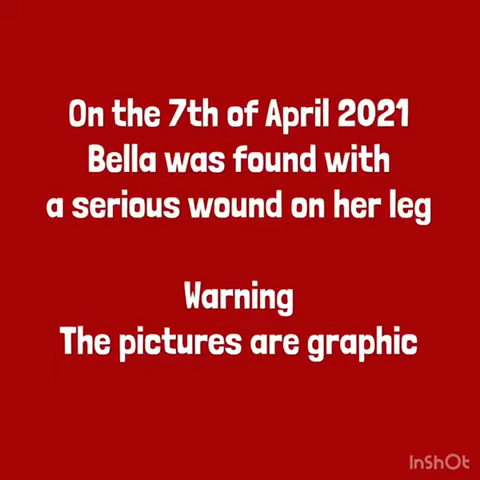 On the 7th of April 2021
Bella was found with
a serious wound on her leg
Warning
The pictures are graphic
InShOt